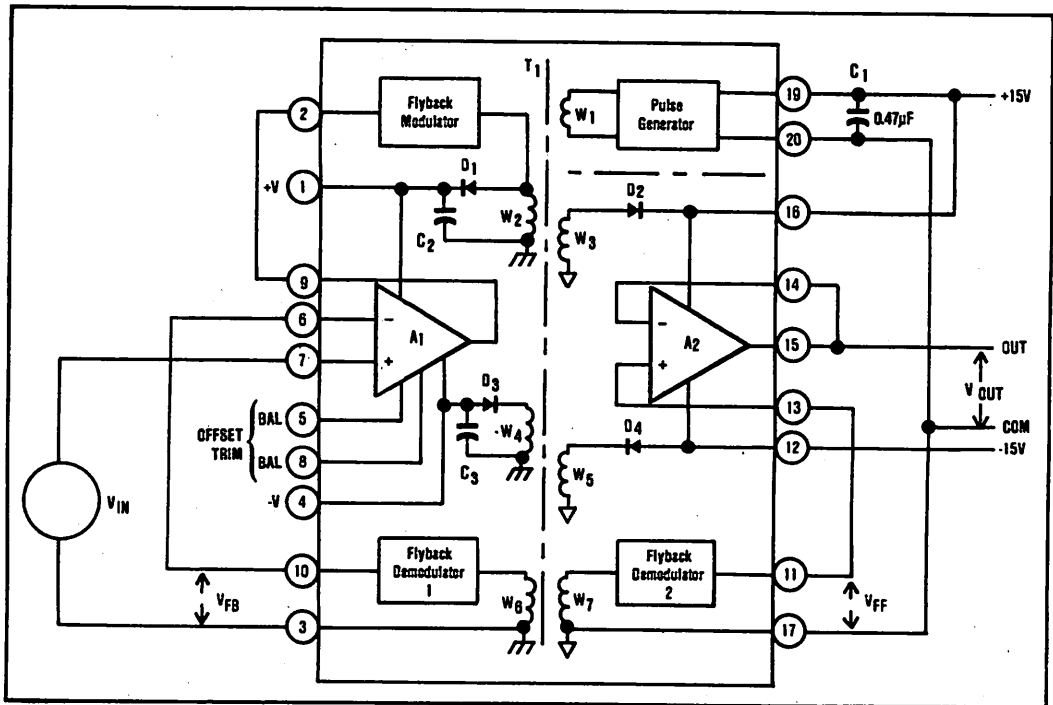 T1
2
Flyback
Modulator
W1
Pulse
Generator
19
20
C1
0.47µF
+15V
+V
1
D1
C2
W2
D2
W3
16
9
6
7
-
+
A1
-
+
A2
14
15
13
OUT
VOUT
COM
-15V
OFFSET
TRIM
BAL
5
BAL
8
-V
4
D3
C3
W4
D4
W5
12
VIN
10
VFB
3
Flyback
Demodulator
1
W6
W7
Flyback
Demodulator
2
11
VFF
17